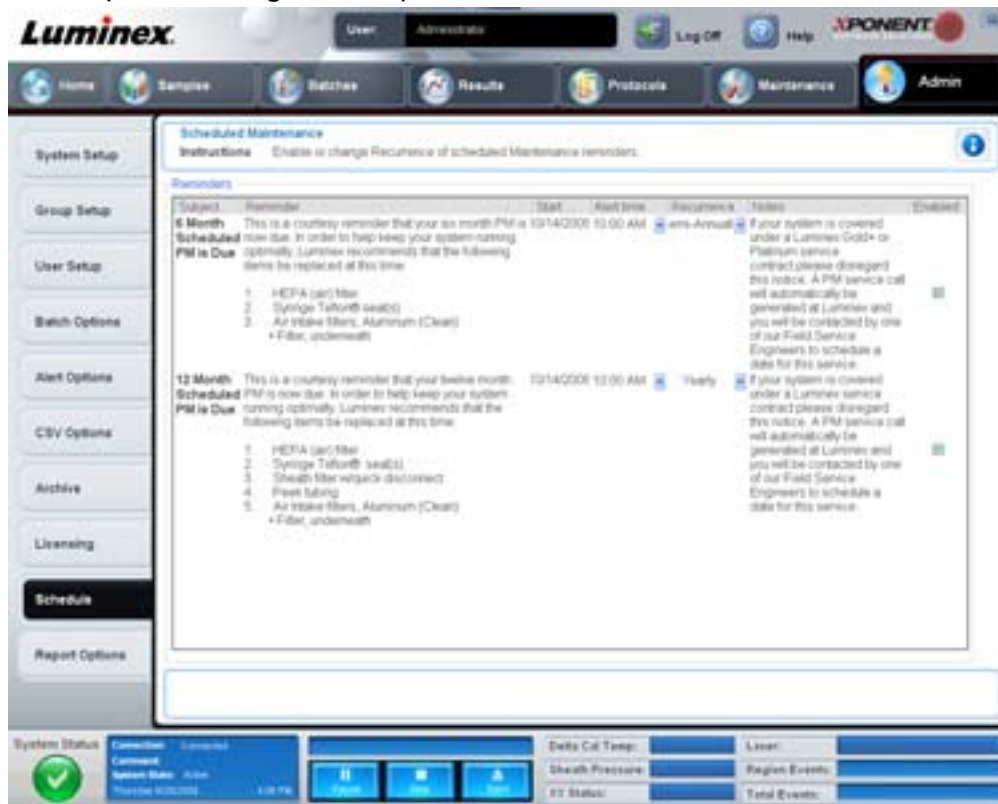 Luminex.
User: Administrator
Log Off
Help
XPONENT
Home
Samples
Batches
Results
Protocols
Maintenance
Admin
System Setup
Group Setup
User Setup
Batch Options
Alert Options
CSV Options
Archive
Licensing
Schedule
Report Options
Scheduled Maintenance
Instructions Enable or change Recurrence of scheduled Maintenance reminders.
Reminders
Subject Reminder Start Alert time Recurrence Notes Enabled
6 Month Scheduled PM is Due
This is a courtesy reminder that your six month PM is
now due. In order to help keep your system running
optimally, Luminex recommends that the following
items be replaced at this time:
1. HEPA (air) filter
2. Syringe Teflon® seal(s)
3. Air Intake filters, Aluminum (Clean)
• Filter, underneath
10:00 AM
emi-Annual
If your system is covered
under a Luminex Gold+ or
Platinum service
contract please disregard
this notice. A PM service call
will automatically be
generated at Luminex and
you will be contacted by one
of our Field Service
Engineers to schedule a
date for this service.
12 Month Scheduled PM is Due
This is a courtesy reminder that your twelve month
PM is now due. In order to help keep your system
running optimally, Luminex recommends that the
following items be replaced at this time:
1. HEPA (air) filter
2. Syringe Teflon® seal(s)
3. Sheath filter w/quick disconnect
4. Peek tubing
5. Air Intake filters, Aluminum (Clean)
• Filter, underneath
10:00 AM
Yearly
If your system is covered
under a Luminex service
contract please disregard
this notice. A PM service call
will automatically be
generated at Luminex and
you will be contacted by one
of our Field Service
Engineers to schedule a
date for this service.
System Status
Connection: Connected
Command:
System State: Active
Delta Cal Temp:
Sheath Pressure:
XY Status:
Laser:
Region Events:
Total Events: